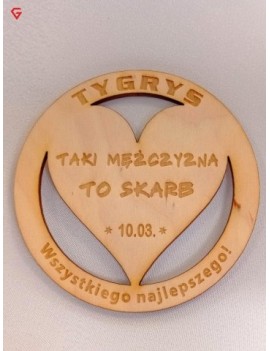 TYGRYS
TAKI MĘŻCZYZNA
TO SKARB
* 10.03. *
Wszystkiego najlepszego!